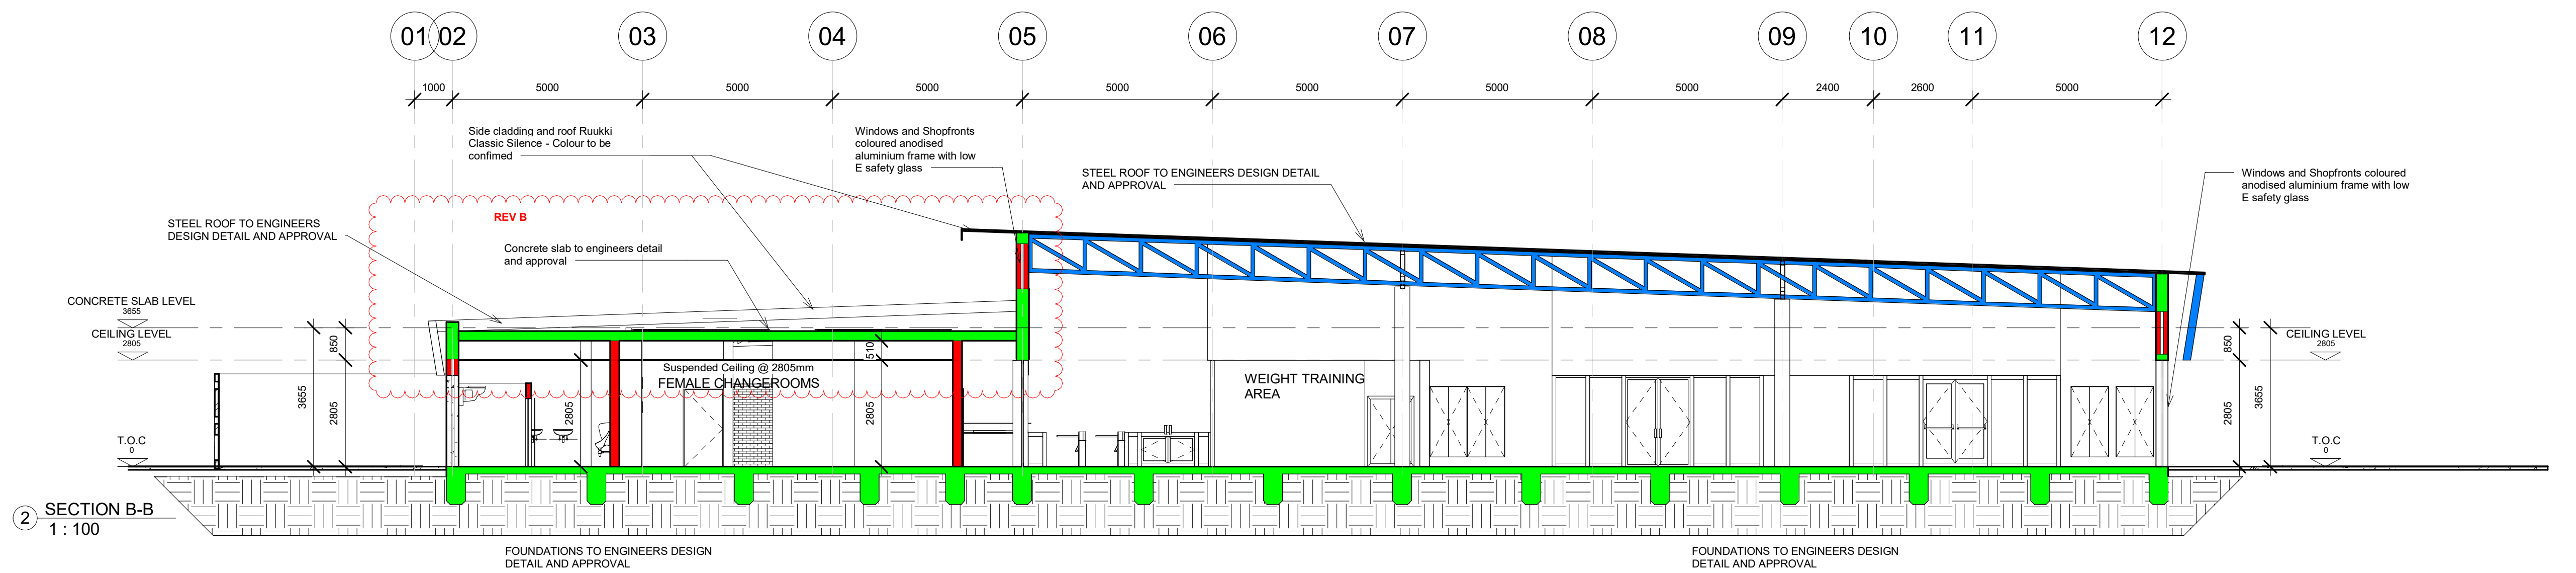 01 02 03 04 05 06 07 08 09 10 11 12
1000 5000 5000 5000 5000 5000 5000 5000 2400 2600 5000
Side cladding and roof Ruukki
Classic Silence - Colour to be
confimed
Windows and Shopfronts
coloured anodised
aluminium frame with low
E safety glass
STEEL ROOF TO ENGINEERS DESIGN DETAIL
AND APPROVAL
Windows and Shopfronts coloured
anodised aluminium frame with low
E safety glass
REV B
STEEL ROOF TO ENGINEERS
DESIGN DETAIL AND APPROVAL
Concrete slab to engineers detail
and approval
CONCRETE SLAB LEVEL
3655
CEILING LEVEL
2805
850
3655
2805
510
Suspended Ceiling @ 2805mm
FEMALE CHANGEROOMS
2805
2805
WEIGHT TRAINING
AREA
CEILING LEVEL
2805
850
3655
2805
T.O.C
0
T.O.C
0
2 SECTION B-B
1 : 100
FOUNDATIONS TO ENGINEERS DESIGN
DETAIL AND APPROVAL
FOUNDATIONS TO ENGINEERS DESIGN
DETAIL AND APPROVAL